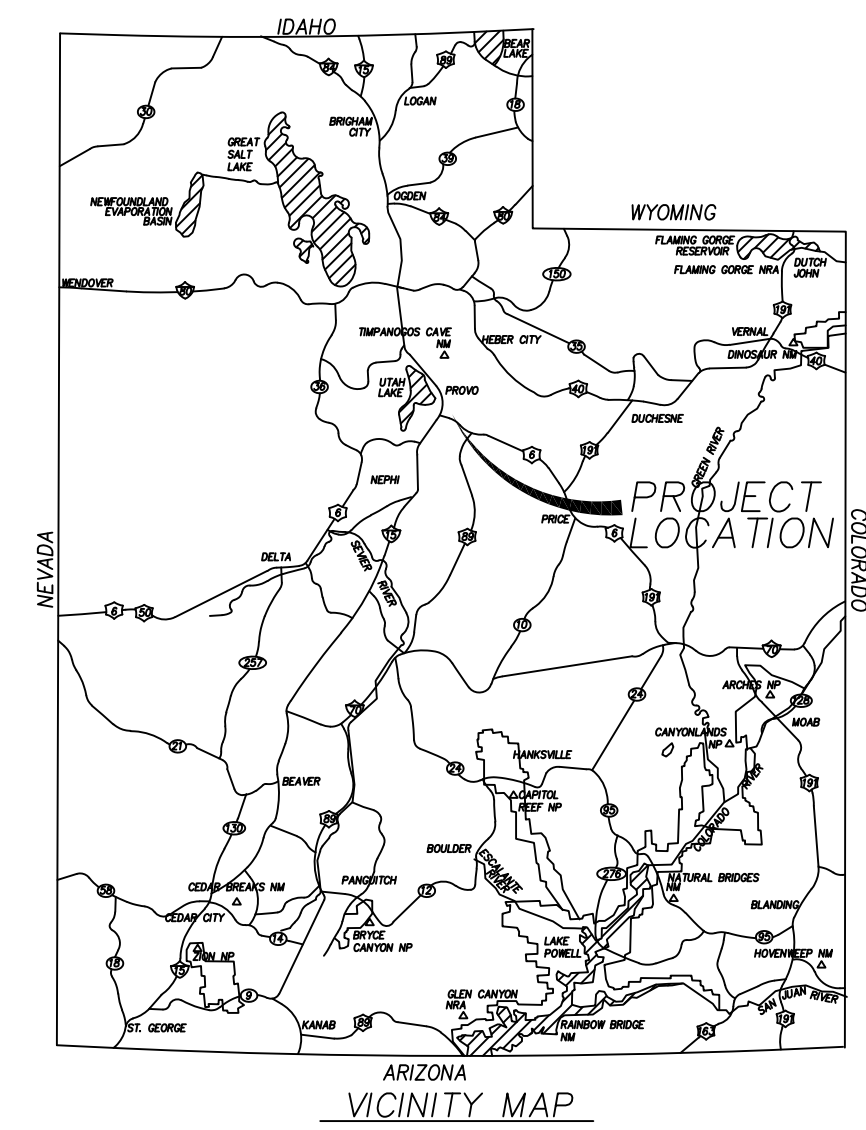 IDAHO
BEAR
LAKE
84
15
89
30
LOGAN
18
BRIGHAM
CITY
GREAT
SALT
LAKE
39
NEWFOUNDLAND
EVAPORATION
BASIN
OGDEN
84
80
WYOMING
FLAMING GORGE
RESERVOIR
FLAMING GORGE NRA
DUTCH
JOHN
150
WENDOVER
80
191
TIMPANOGOS CAVE
NM
HEBER CITY
35
VERNAL
DINOSAUR NM
40
36
UTAH
LAKE
PROVO
40
DUCHESNE
GREEN RIVER
6
191
NEPHI
PROJECT
LOCATION
PRICE
6
6
15
89
NEVADA
COLORADO
DELTA
SEVIER
RIVER
6
50
191
10
257
70
24
ARCHES NP
128
MOAB
70
21
CANYONLANDS
NP
HANKSVILLE
24
RIVER
COLORADO
191
BEAVER
CAPITOL
REEF NP
95
130
89
BOULDER
ESCALANTE
RIVER
276
NATURAL BRIDGES
NM
58
CEDAR BREAKS NM
PANGUITCH
12
BLANDING
CEDAR CITY
14
BRYCE
CANYON NP
LAKE
POWELL
95
HOVENWEEP NM
18
15
ZION NP
9
GLEN CANYON
NRA
SAN JUAN RIVER
ST. GEORGE
KANAB
89
RAINBOW BRIDGE
NM
163
191
ARIZONA
VICINITY MAP